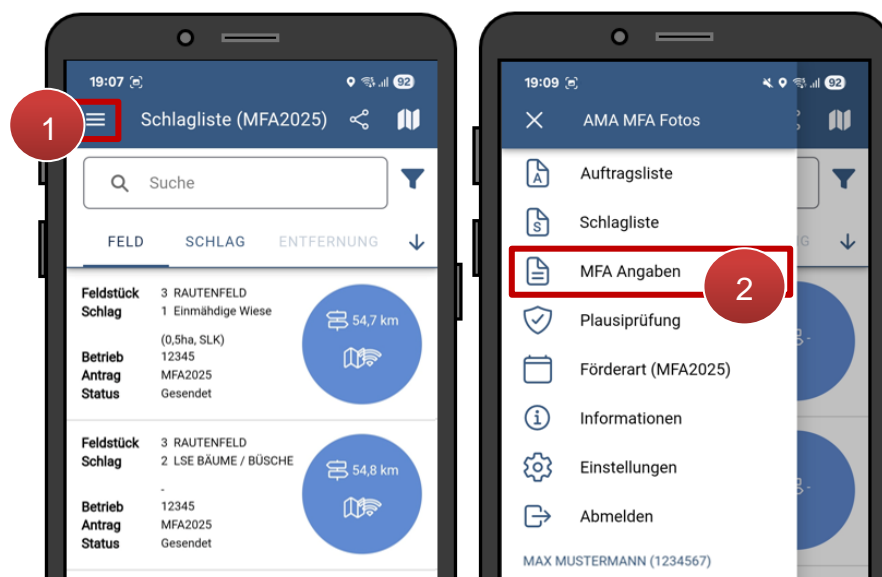 19:07
92
1
Schlagliste (MFA2025)
Suche
FELD SCHLAG ENTFERNUNG
Feldstück 3 RAUTENFELD
Schlag 1 Einmähdige Wiese
(0,5ha, SLK)
Betrieb 12345
Antrag MFA2025
Status Gesendet
54,7 km
Feldstück 3 RAUTENFELD
Schlag 2 LSE BÄUME / BÜSCHE
-
Betrieb 12345
Antrag MFA2025
Status Gesendet
54,8 km
19:09
92
AMA MFA Fotos
A Auftragsliste
S Schlagliste
MFA Angaben
2
Plausiprüfung
Förderart (MFA2025)
Informationen
Einstellungen
Abmelden
MAX MUSTERMANN (1234567)